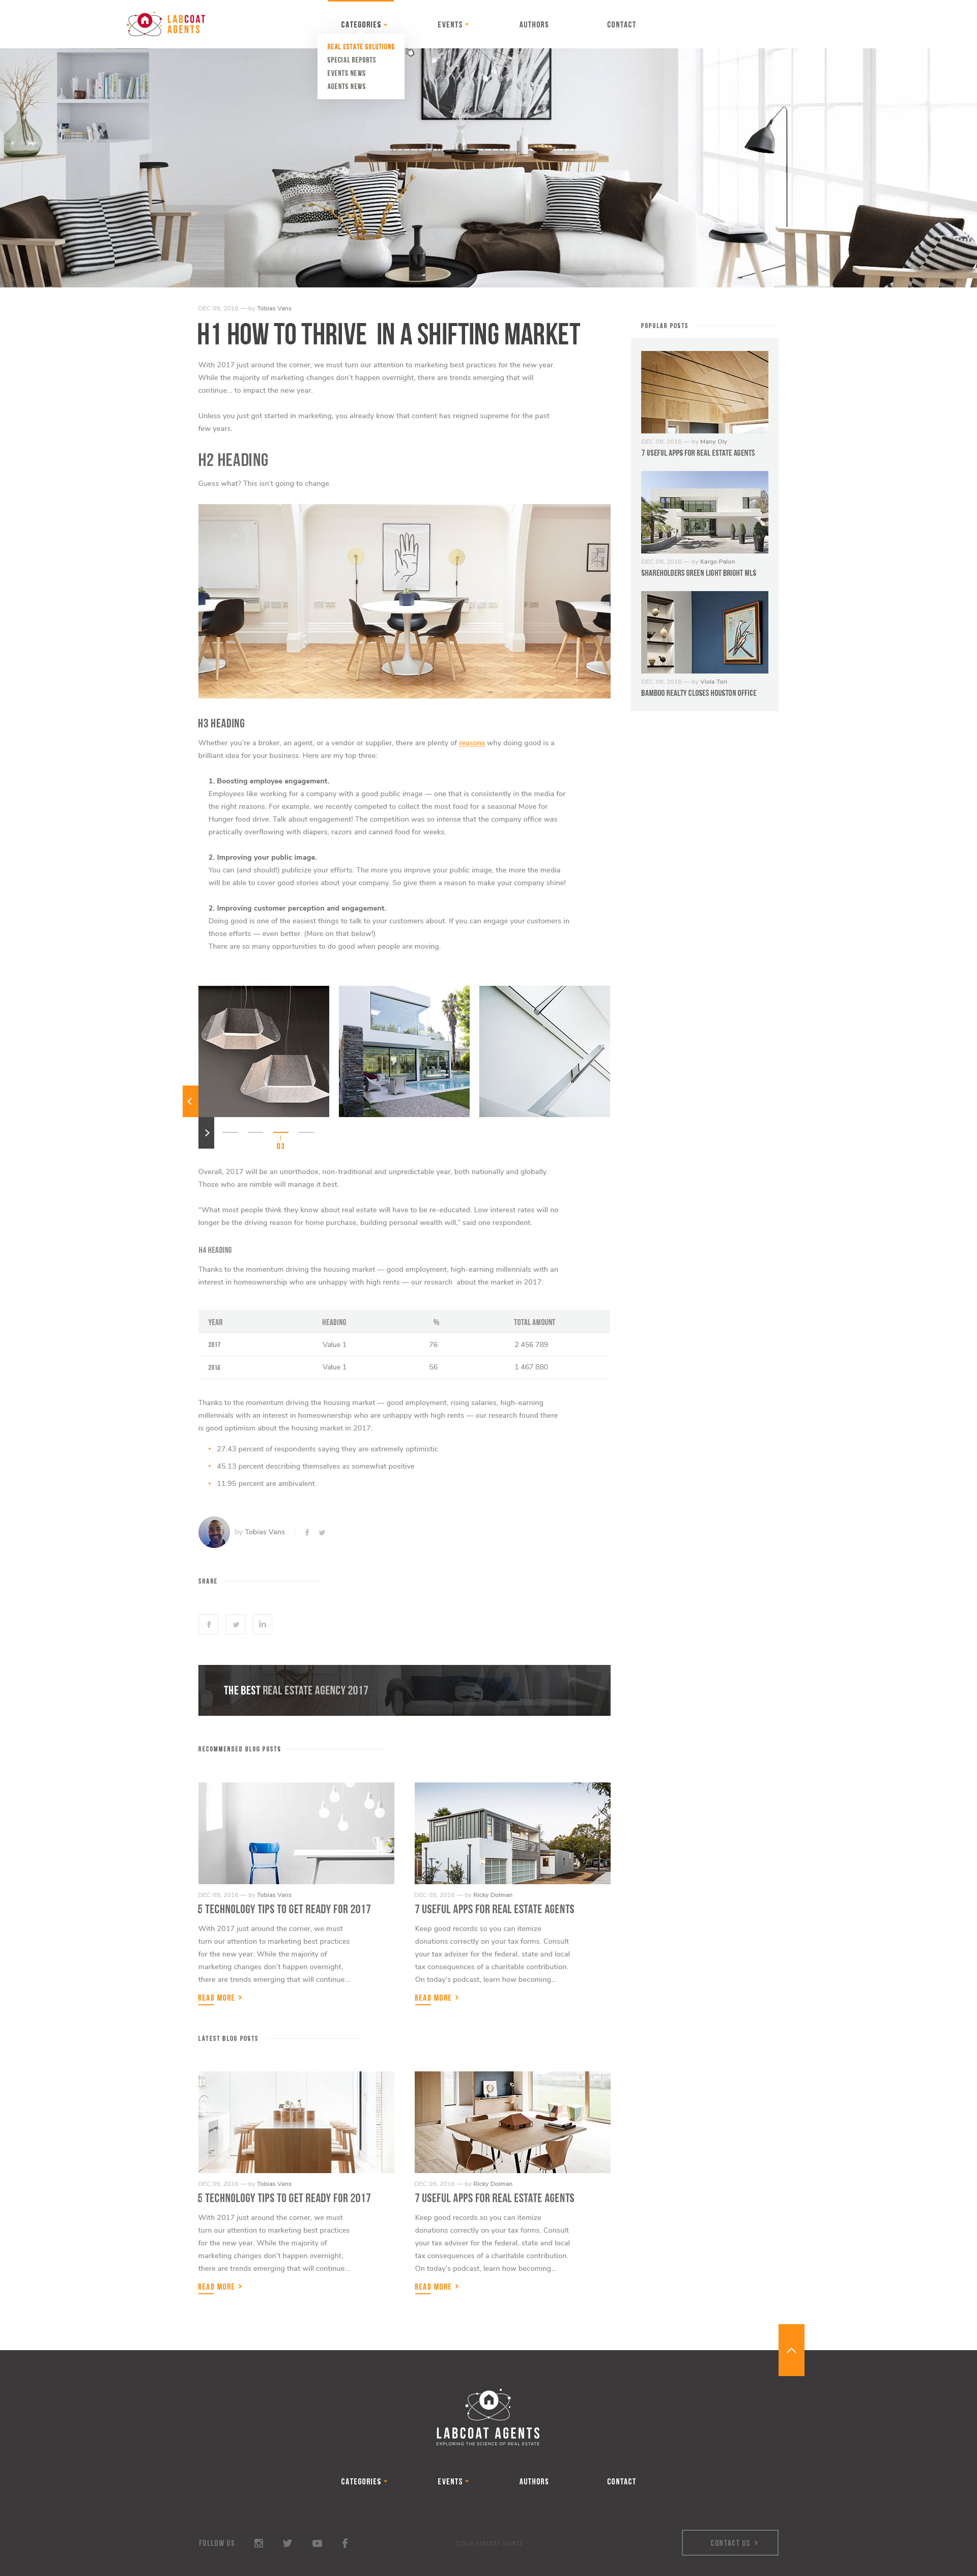 LABCOAT
AGENTS
CATEGORIES
EVENTS
AUTHORS
CONTACT
REAL ESTATE SOLUTIONS
SPECIAL REPORTS
EVENTS NEWS
AGENTS NEWS
DEC 09, 2016 — by Tobias Vans
H1 HOW TO THRIVE IN A SHIFTING MARKET
With 2017 just around the corner, we must turn our attention to marketing best practices for the new year.
While the majority of marketing changes don't happen overnight, there are trends emerging that will
continue... to impact the new year.
Unless you just got started in marketing, you already know that content has reigned supreme for the past
few years.
H2 HEADING
Guess what? This isn't going to change.
H3 HEADING
Whether you're a broker, an agent, or a vendor or supplier, there are plenty of reasons why doing good is a
brilliant idea for your business. Here are my top three:
1. Boosting employee engagement.
Employees like working for a company with a good public image — one that is consistently in the media for
the right reasons. For example, we recently competed to collect the most food for a seasonal Move for
Hunger food drive. Talk about engagement! The competition was so intense that the company office was
practically overflowing with diapers, razors and canned food for weeks.
2. Improving your public image.
You can (and should!) publicize your efforts. The more you improve your public image, the more the media
will be able to cover good stories about your company. So give them a reason to make your company shine!
2. Improving customer perception and engagement.
Doing good is one of the easiest things to talk to your customers about. If you can engage your customers in
those efforts — even better. (More on that below!)
There are so many opportunities to do good when people are moving.
03
Overall, 2017 will be an unorthodox, non-traditional and unpredictable year, both nationally and globally.
Those who are nimble will manage it best.
“What most people think they know about real estate will have to be re-educated. Low interest rates will no
longer be the driving reason for home purchase, building personal wealth will,” said one respondent.
H4 HEADING
Thanks to the momentum driving the housing market — good employment, high-earning millennials with an
interest in homeownership who are unhappy with high rents — our research about the market in 2017:
YEAR HEADING % TOTAL AMOUNT
2017 Value 1 76 2 456 789
2016 Value 1 56 1 467 880
Thanks to the momentum driving the housing market — good employment, rising salaries, high-earning
millennials with an interest in homeownership who are unhappy with high rents — our research found there
is good optimism about the housing market in 2017:
• 27.43 percent of respondents saying they are extremely optimistic
• 45.13 percent describing themselves as somewhat positive
• 11.95 percent are ambivalent.
by Tobias Vans
SHARE
THE BEST REAL ESTATE AGENCY 2017
RECOMMENDED BLOG POSTS
DEC 09, 2016 — by Tobias Vans
5 TECHNOLOGY TIPS TO GET READY FOR 2017
With 2017 just around the corner, we must
turn our attention to marketing best practices
for the new year. While the majority of
marketing changes don't happen overnight,
there are trends emerging that will continue...
READ MORE
DEC 09, 2016 — by Ricky Dolman
7 USEFUL APPS FOR REAL ESTATE AGENTS
Keep good records so you can itemize
donations correctly on your tax forms. Consult
your tax adviser for the federal, state and local
tax consequences of a charitable contribution.
On today's podcast, learn how becoming...
READ MORE
LATEST BLOG POSTS
DEC 09, 2016 — by Tobias Vans
5 TECHNOLOGY TIPS TO GET READY FOR 2017
With 2017 just around the corner, we must
turn our attention to marketing best practices
for the new year. While the majority of
marketing changes don't happen overnight,
there are trends emerging that will continue...
READ MORE
DEC 09, 2016 — by Ricky Dolman
7 USEFUL APPS FOR REAL ESTATE AGENTS
Keep good records so you can itemize
donations correctly on your tax forms. Consult
your tax adviser for the federal, state and local
tax consequences of a charitable contribution.
On today's podcast, learn how becoming...
READ MORE
POPULAR POSTS
DEC 09, 2016 — by Many Oly
7 USEFUL APPS FOR REAL ESTATE AGENTS
DEC 09, 2016 — by Kargo Palon
SHAREHOLDERS GREEN LIGHT BRIGHT MLS
DEC 09, 2016 — by Viola Tori
BAMBOO REALTY CLOSES HOUSTON OFFICE
LABCOAT AGENTS
EXPLORING THE SCIENCE OF REAL ESTATE
CATEGORIES
EVENTS
AUTHORS
CONTACT
FOLLOW US
LABCOAT AGENTS
CONTACT US